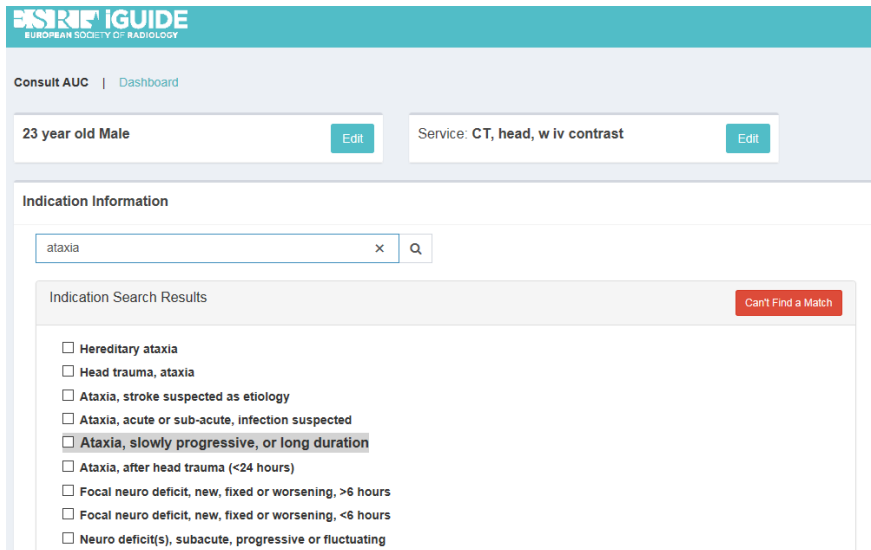 ESRF iGUIDE
EUROPEAN SOCIETY OF RADIOLOGY
Consult AUC | Dashboard
23 year old Male
Edit
Service: CT, head, w iv contrast
Edit
Indication Information
ataxia
Indication Search Results
Can't Find a Match
Hereditary ataxia
Head trauma, ataxia
Ataxia, stroke suspected as etiology
Ataxia, acute or sub-acute, infection suspected
Ataxia, slowly progressive, or long duration
Ataxia, after head trauma (<24 hours)
Focal neuro deficit, new, fixed or worsening, >6 hours
Focal neuro deficit, new, fixed or worsening, <6 hours
Neuro deficit(s), subacute, progressive or fluctuating